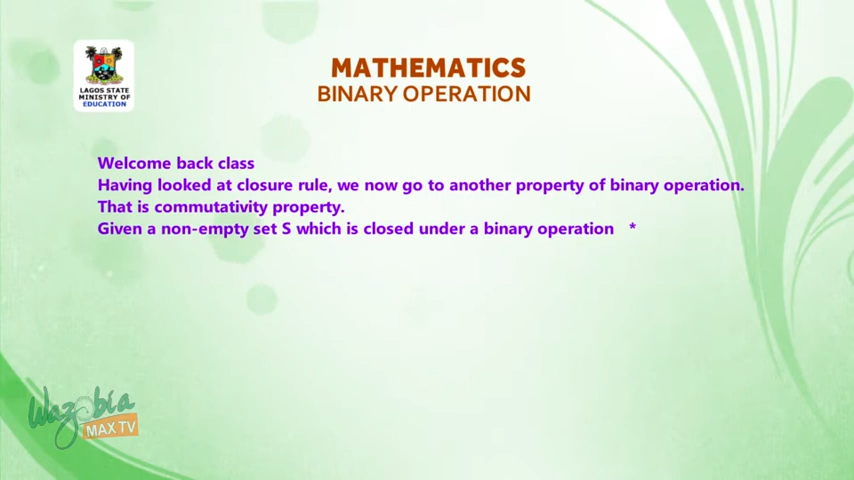 LAGOS STATE
MINISTRY OF
EDUCATION
MATHEMATICS
BINARY OPERATION
Welcome back class
Having looked at closure rule, we now go to another property of binary operation.
That is commutativity property.
Given a non-empty set S which is closed under a binary operation *
Wazobia
MAX TV